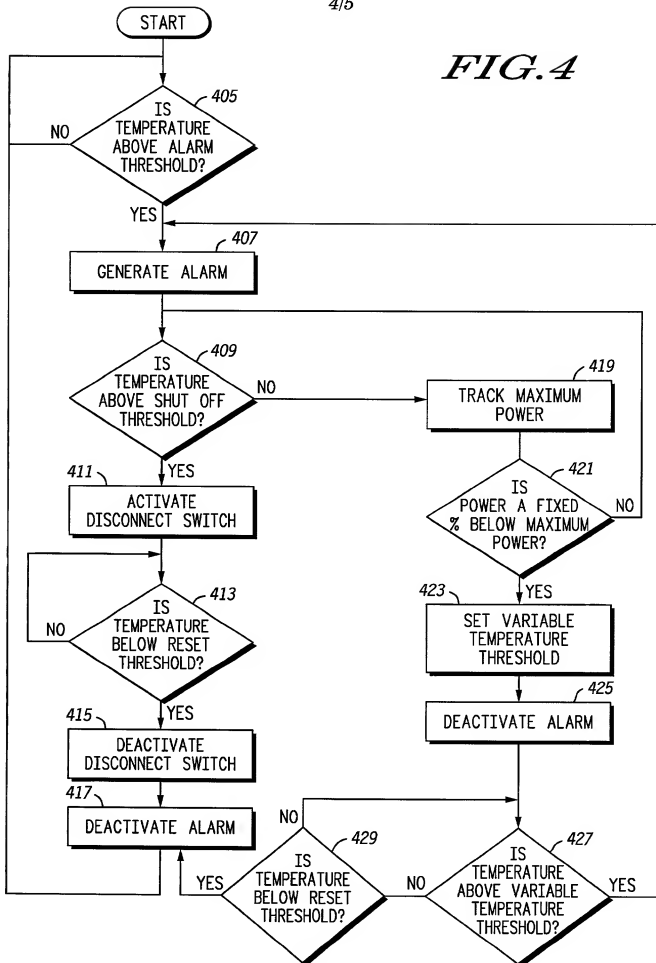 4/5
START
FIG.4
405
IS
TEMPERATURE
ABOVE ALARM
THRESHOLD?
NO
YES
407
GENERATE ALARM
409
IS
TEMPERATURE
ABOVE SHUT OFF
THRESHOLD?
NO
YES
419
TRACK MAXIMUM
POWER
421
IS
POWER A FIXED
% BELOW MAXIMUM
POWER?
NO
YES
411
ACTIVATE
DISCONNECT SWITCH
413
IS
TEMPERATURE
BELOW RESET
THRESHOLD?
NO
YES
423
SET VARIABLE
TEMPERATURE
THRESHOLD
425
DEACTIVATE ALARM
415
DEACTIVATE
DISCONNECT SWITCH
417
DEACTIVATE ALARM
NO
429
IS
TEMPERATURE
BELOW RESET
THRESHOLD?
YES
NO
427
IS
TEMPERATURE
ABOVE VARIABLE
TEMPERATURE
THRESHOLD?
YES